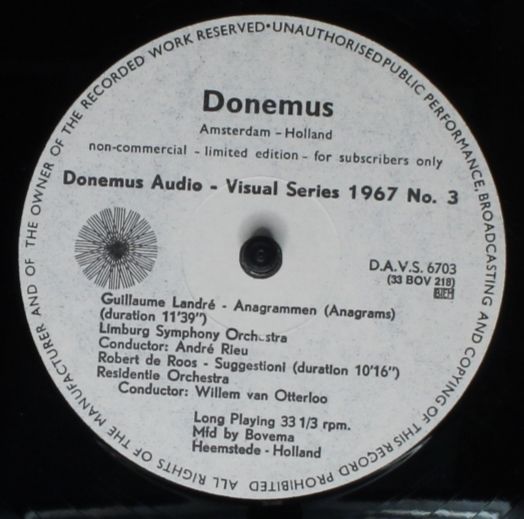 ALL RIGHTS OF THE MANUFACTURER AND OF THE OWNER OF THE RECORDED WORK RESERVED•UNAUTHORISED PUBLIC PERFORMANCE, BROADCASTING AND COPYING OF THIS RECORD PROHIBITED
Donemus
Amsterdam - Holland
non-commercial - limited edition - for subscribers only
Donemus Audio - Visual Series 1967 No. 3
D.A.V.S. 6703
(33 BOV 218)
BIEM
Guillaume Landré - Anagrammen (Anagrams)
(duration 11'39")
Limburg Symphony Orchestra
Conductor: André Rieu
Robert de Roos - Suggestioni (duration 10'16")
Residentie Orchestra
Conductor: Willem van Otterloo
Long Playing 33 1/3 rpm.
Mfd by Bovema
Heemstede - Holland